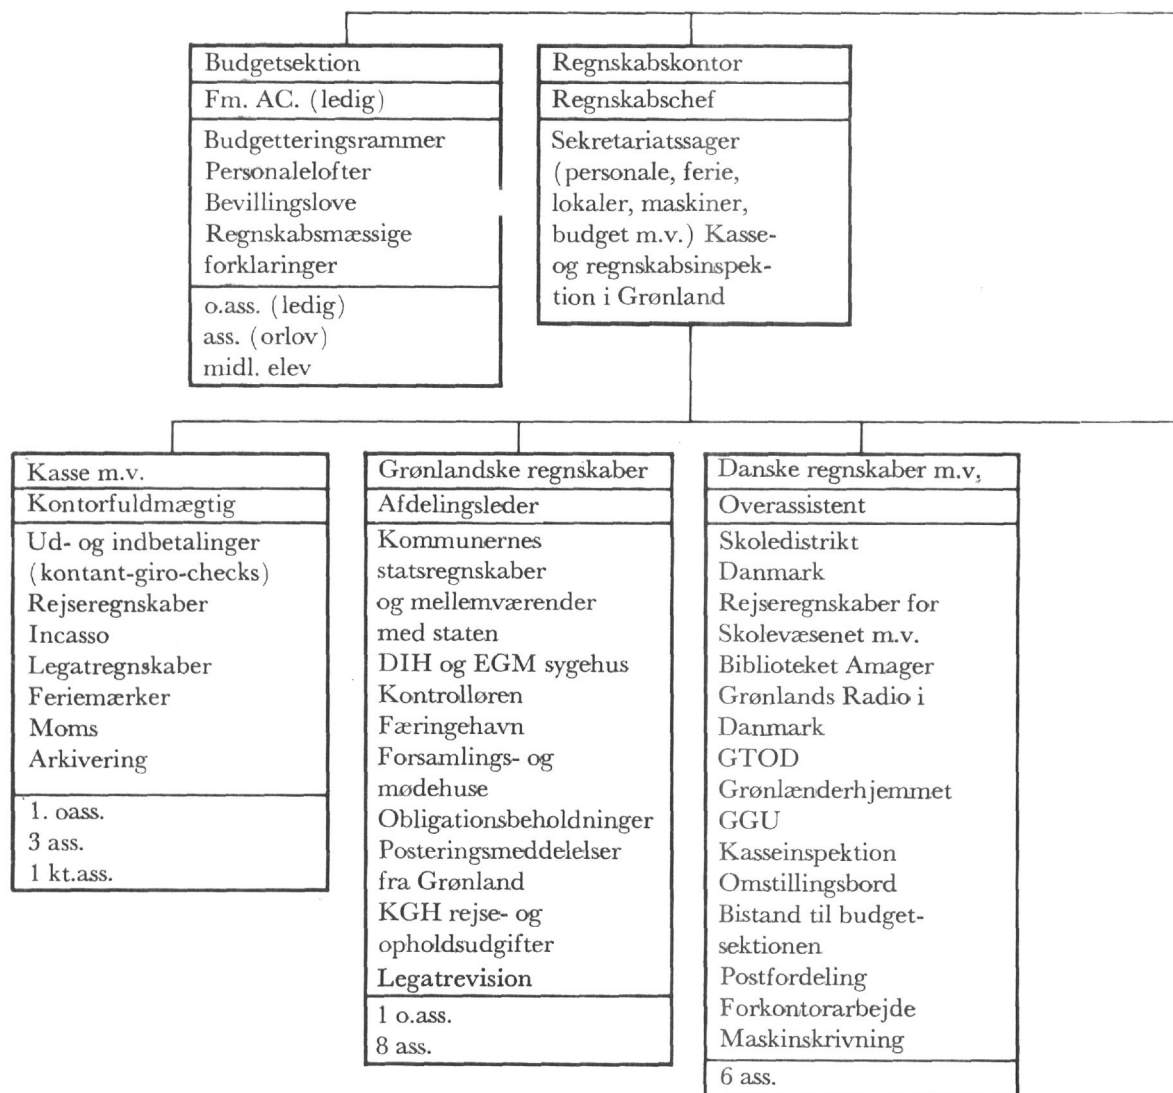 Budgetsektion
Fm. AC. (ledig)
Budgetteringsrammer
Personalelofter
Bevillingslove
Regnskabsmæssige
forklaringer
o.ass. (ledig)
ass. (orlov)
midl. elev
Regnskabskontor
Regnskabschef
Sekretariatssager
(personale, ferie,
lokaler, maskiner,
budget m.v.) Kasse-
og regnskabsinspek-
tion i Grønland
Kasse m.v.
Kontorfuldmægtig
Ud- og indbetalinger
(kontant-giro-checks)
Rejseregnskaber
Incasso
Legatregnskaber
Feriemærker
Moms
Arkivering
1. oass.
3 ass.
1 kt.ass.
Grønlandske regnskaber
Afdelingsleder
Kommunernes
statsregnskaber
og mellemværender
med staten
DIH og EGM sygehus
Kontrolløren
Færingehavn
Forsamlings- og
mødehuse
Obligationsbeholdninger
Posteringsmeddelelser
fra Grønland
KGH rejse- og
opholdsudgifter
Legatrevision
1 o.ass.
8 ass.
Danske regnskaber m.v,
Overassistent
Skoledistrikt
Danmark
Rejseregnskaber for
Skolevæsenet m.v.
Biblioteket Amager
Grønlands Radio i
Danmark
GTOD
Grønlænderhjemmet
GGU
Kasseinspektion
Omstillingsbord
Bistand til budget-
sektionen
Postfordeling
Forkontorarbejde
Maskinskrivning
6 ass.